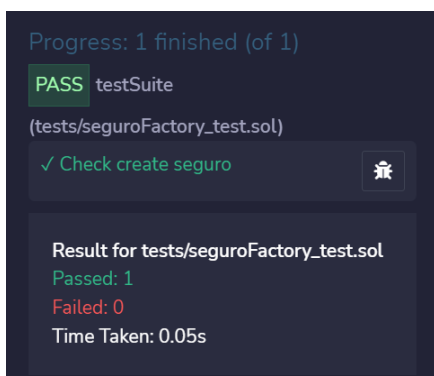 Progress: 1 finished (of 1)
PASS testSuite
(tests/seguroFactory_test.sol)
✓ Check create seguro
Result for tests/seguroFactory_test.sol
Passed: 1
Failed: 0
Time Taken: 0.05s